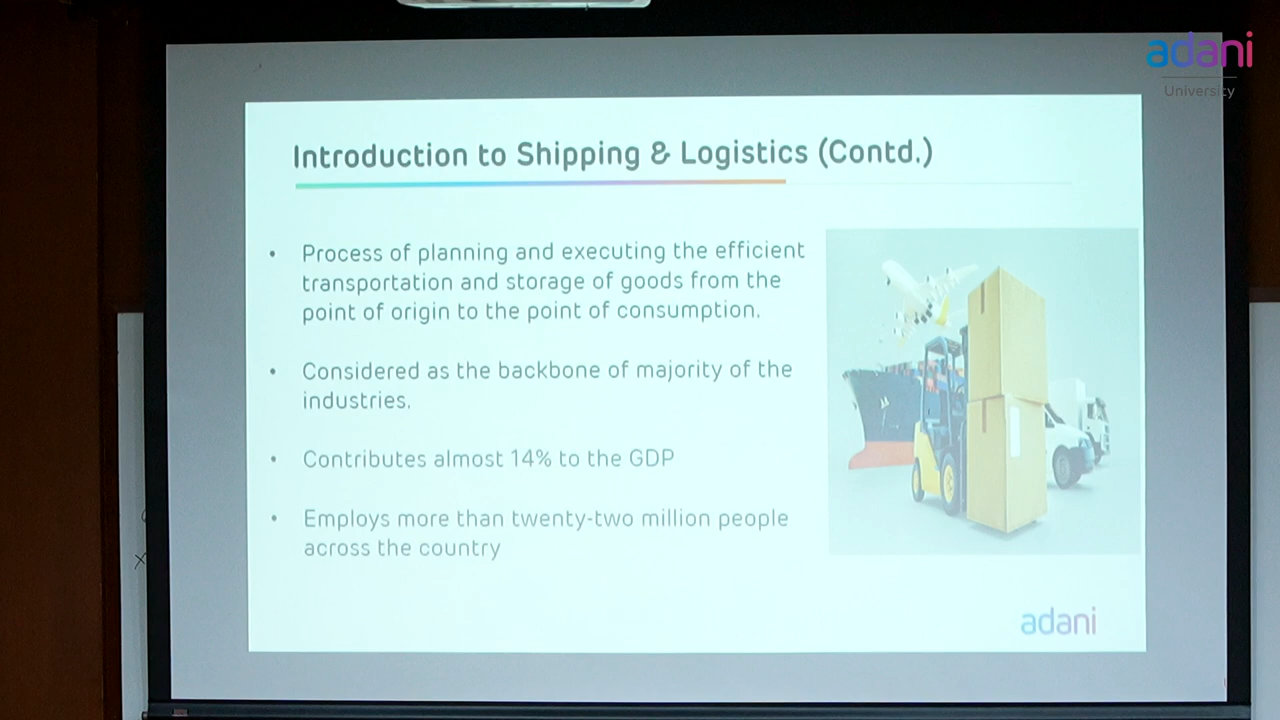 adani
University
Introduction to Shipping & Logistics (Contd.)
• Process of planning and executing the efficient
transportation and storage of goods from the
point of origin to the point of consumption.
• Considered as the backbone of majority of the
industries.
• Contributes almost 14% to the GDP
• Employs more than twenty-two million people
across the country
adani